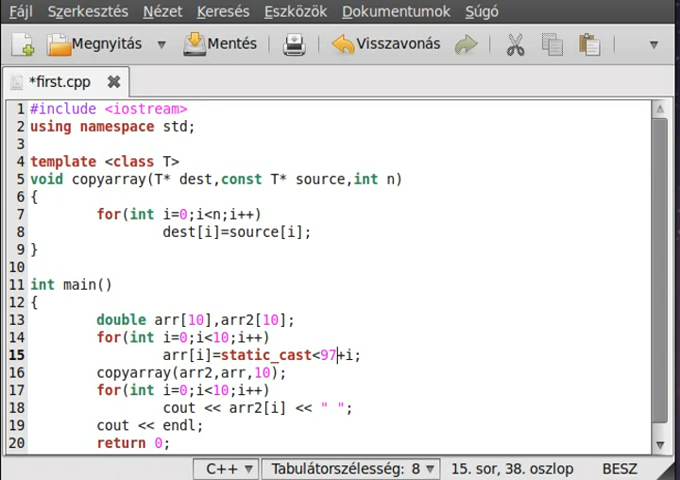 Fájl Szerkesztés Nézet Keresés Eszközök Dokumentumok Súgó
Megnyitás Mentés Visszavonás
*first.cpp
1 #include <iostream>
2 using namespace std;
3
4 template <class T>
5 void copyarray(T* dest,const T* source,int n)
6 {
7 for(int i=0;i<n;i++)
8 dest[i]=source[i];
9 }
10
11 int main()
12 {
13 double arr[10],arr2[10];
14 for(int i=0;i<10;i++)
15 arr[i]=static_cast<97+i;
16 copyarray(arr2,arr,10);
17 for(int i=0;i<10;i++)
18 cout << arr2[i] << " ";
19 cout << endl;
20 return 0;
C++ Tabulátorszélesség: 8 15. sor, 38. oszlop BESZ